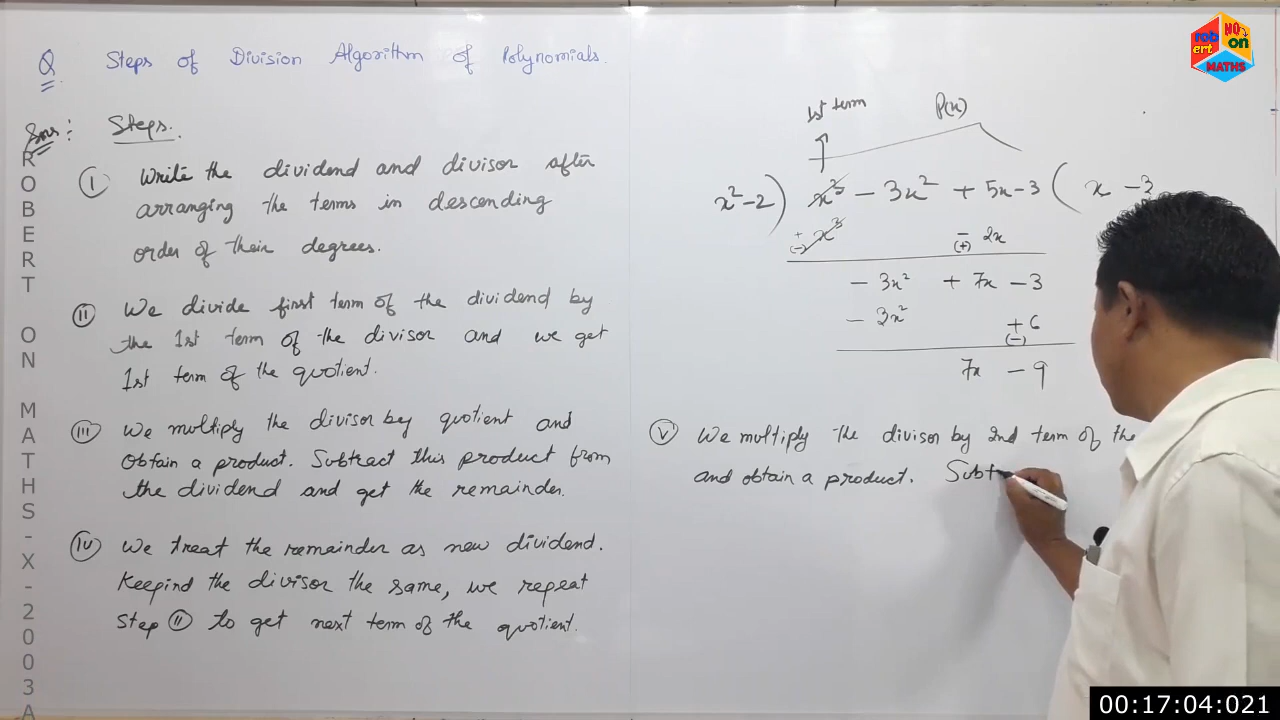 Q Steps of Division Algorithm of Polynomials.
Ans: Steps.
I Write the dividend and divisor after
arranging the terms in descending
order of their degrees.
II We divide first term of the dividend by
the 1st term of the divisor and we get
1st term of the quotient.
III We multiply the divisor by quotient and
obtain a product. Subtract this product from
the dividend and get the remainder.
IV We treat the remainder as new dividend.
Keepind the divisor the same, we repeat
Step II to get next term of the quotient.
1st term P(x)
x²-2) x³ - 3x² + 5x - 3 ( x - 3
+ (-) x³ - (+) 2x
- 3x² + 7x - 3
- 3x² + 6 (-)
7x - 9
V We multiply the divisor by 2nd term of the
and obtain a product. Subt
robert NO on MATHS
ROBERT ON MATHS-X-2003A
00:17:04:021